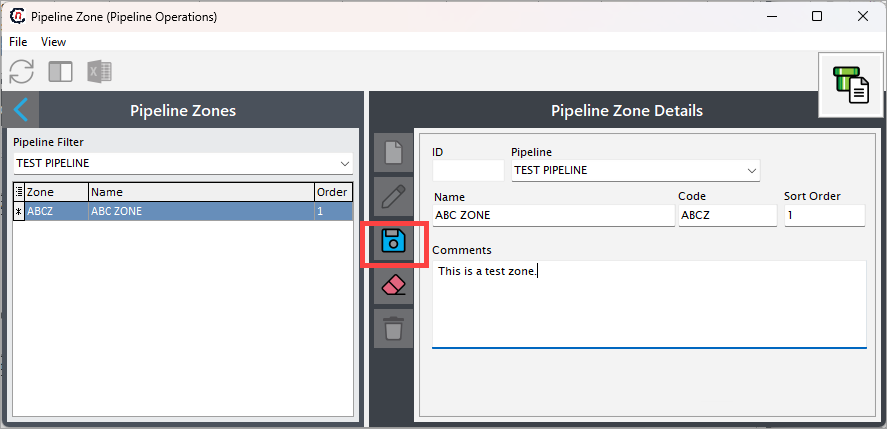 Pipeline Zone (Pipeline Operations)
File View
Pipeline Zones
Pipeline Zone Details
Pipeline Filter
TEST PIPELINE
Zone Name Order
* ABCZ ABC ZONE 1
ID Pipeline
TEST PIPELINE
Name Code Sort Order
ABC ZONE ABCZ 1
Comments
This is a test zone.